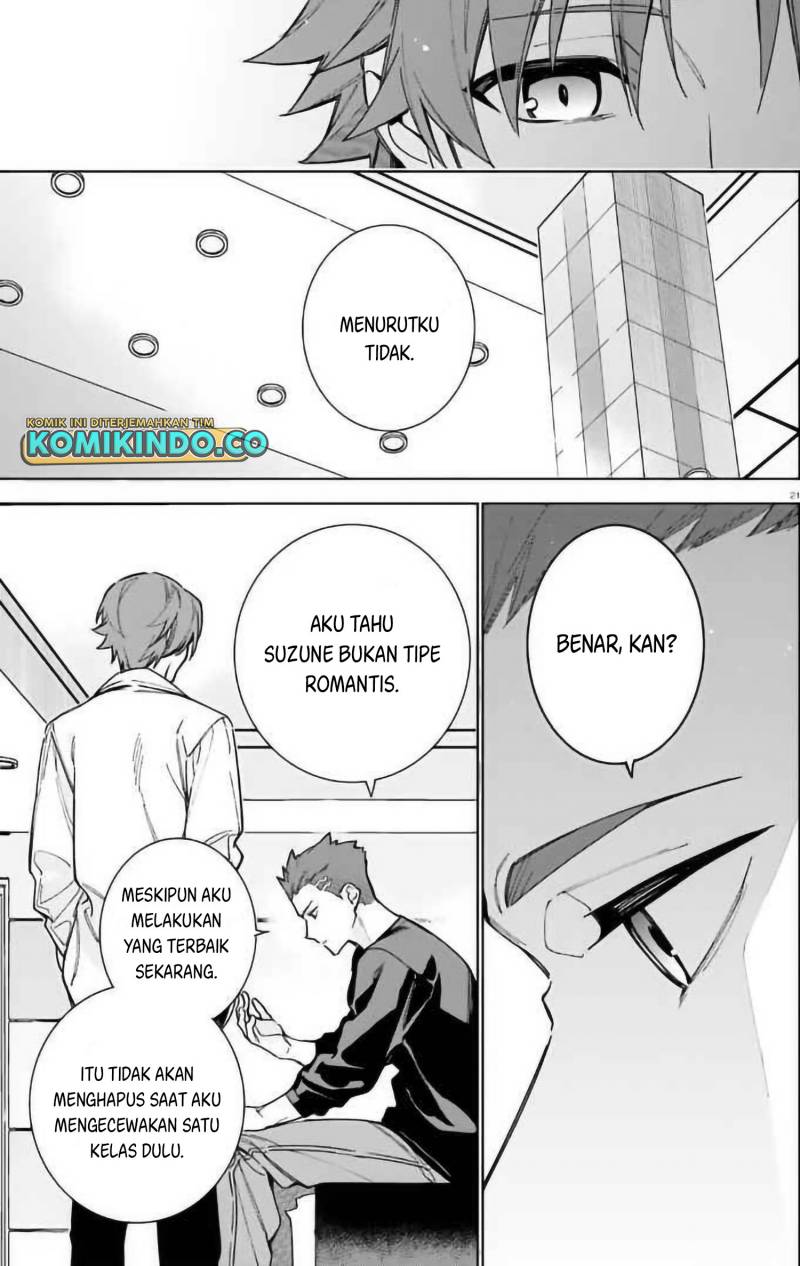 MENURUTKU
TIDAK.
KOMIK INI DITERJEMAHKAN TIM
KOMIKINDO.CO
21
BENAR, KAN?
AKU TAHU
SUZUNE BUKAN TIPE
ROMANTIS.
MESKIPUN AKU
MELAKUKAN
YANG TERBAIK
SEKARANG.
ITU TIDAK AKAN
MENGHAPUS SAAT AKU
MENGECEWAKAN SATU
KELAS DULU.